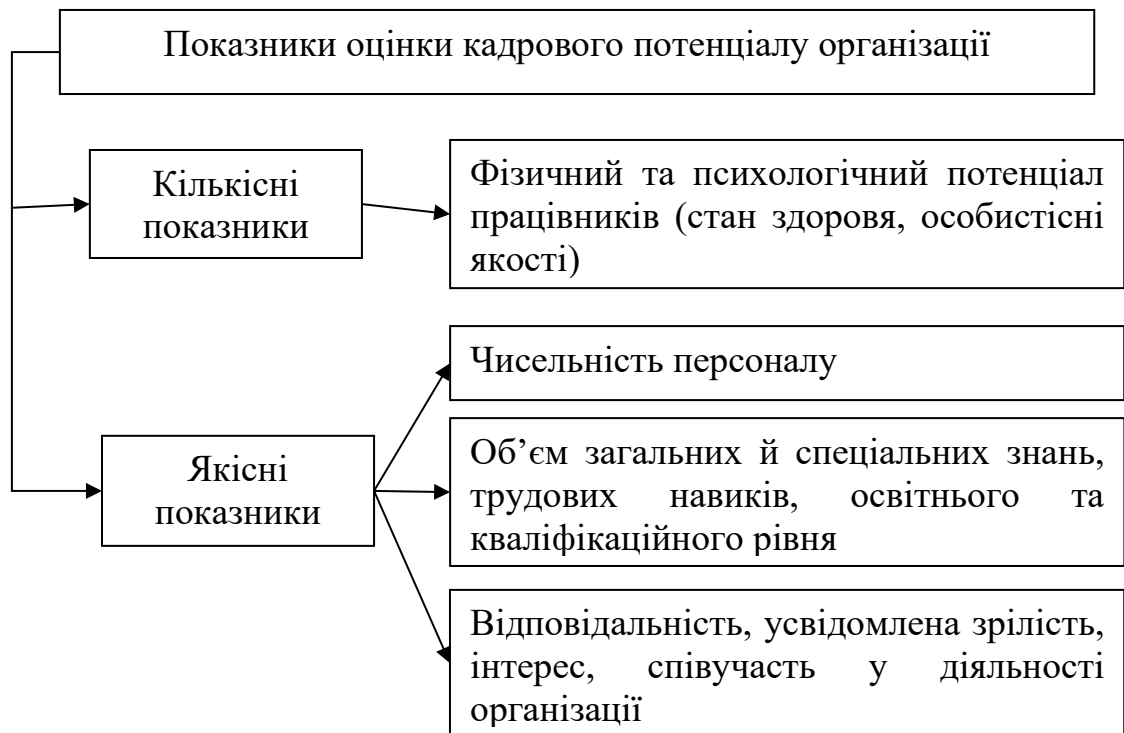 Показники оцінки кадрового потенціалу організації
Кількісні
показники
Фізичний та психологічний потенціал
працівників (стан здоровя, особистісні
якості)
Чисельність персоналу
Якісні
показники
Об’єм загальних й спеціальних знань,
трудових навиків, освітнього та
кваліфікаційного рівня
Відповідальність, усвідомлена зрілість,
інтерес, співучасть у діяльності
організації